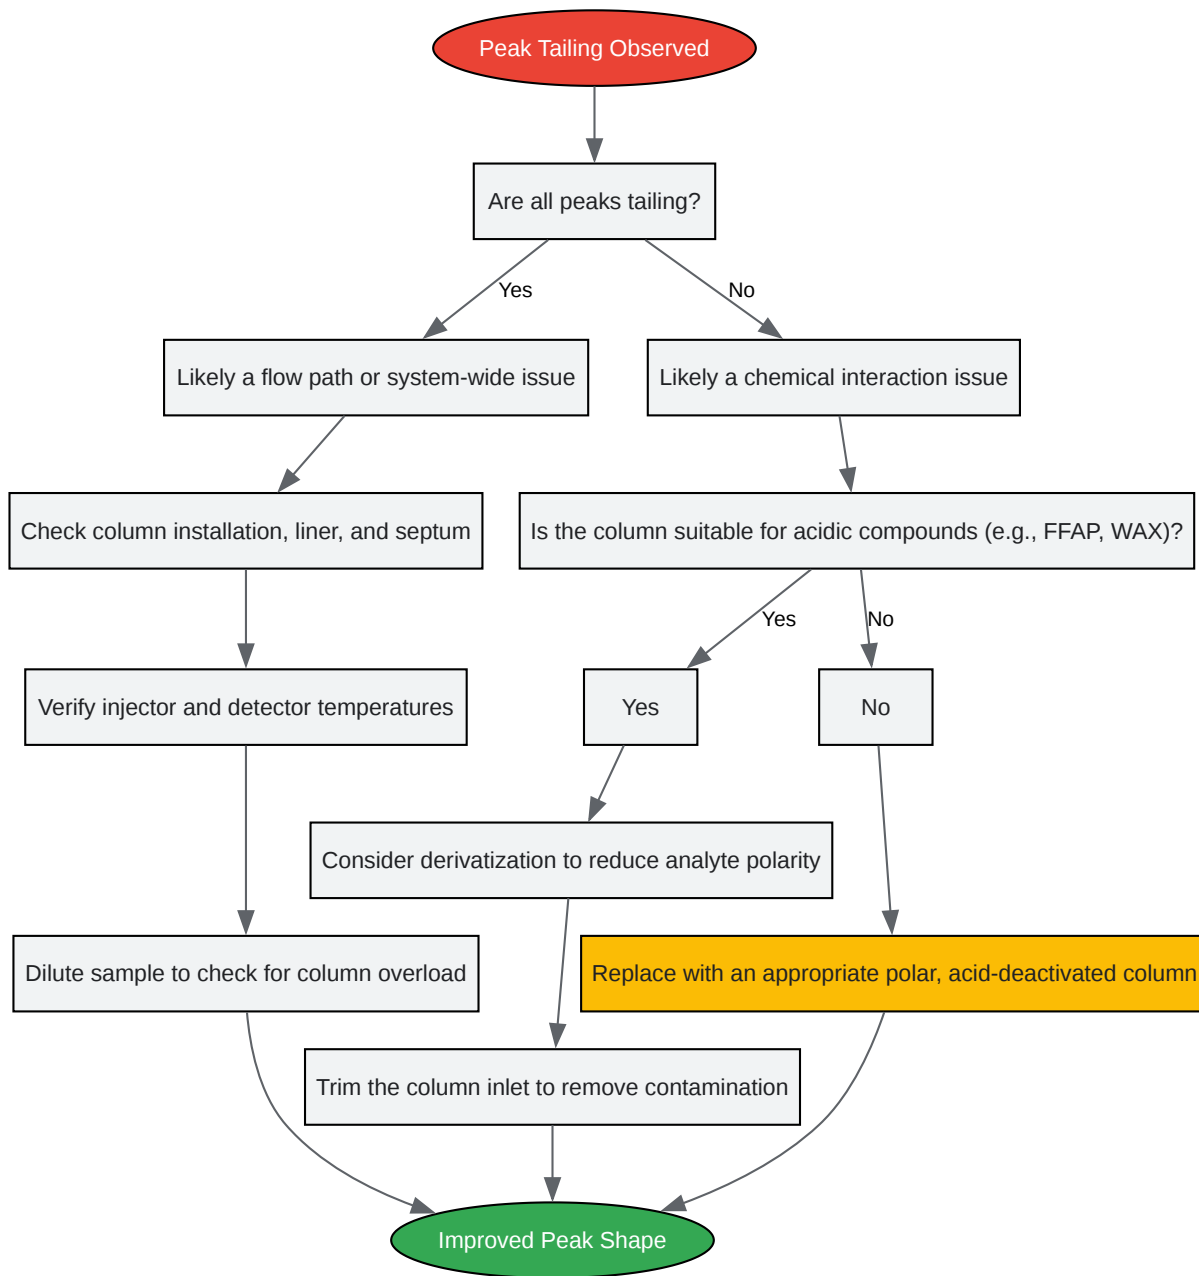 Peak Tailing Observed
Are all peaks tailing?
Yes
No
Likely a flow path or system-wide issue
Likely a chemical interaction issue
Check column installation, liner, and septum
Is the column suitable for acidic compounds (e.g., FFAP, WAX)?
Yes
No
Verify injector and detector temperatures
Yes
No
Consider derivatization to reduce analyte polarity
Dilute sample to check for column overload
Replace with an appropriate polar, acid-deactivated column
Trim the column inlet to remove contamination
Improved Peak Shape